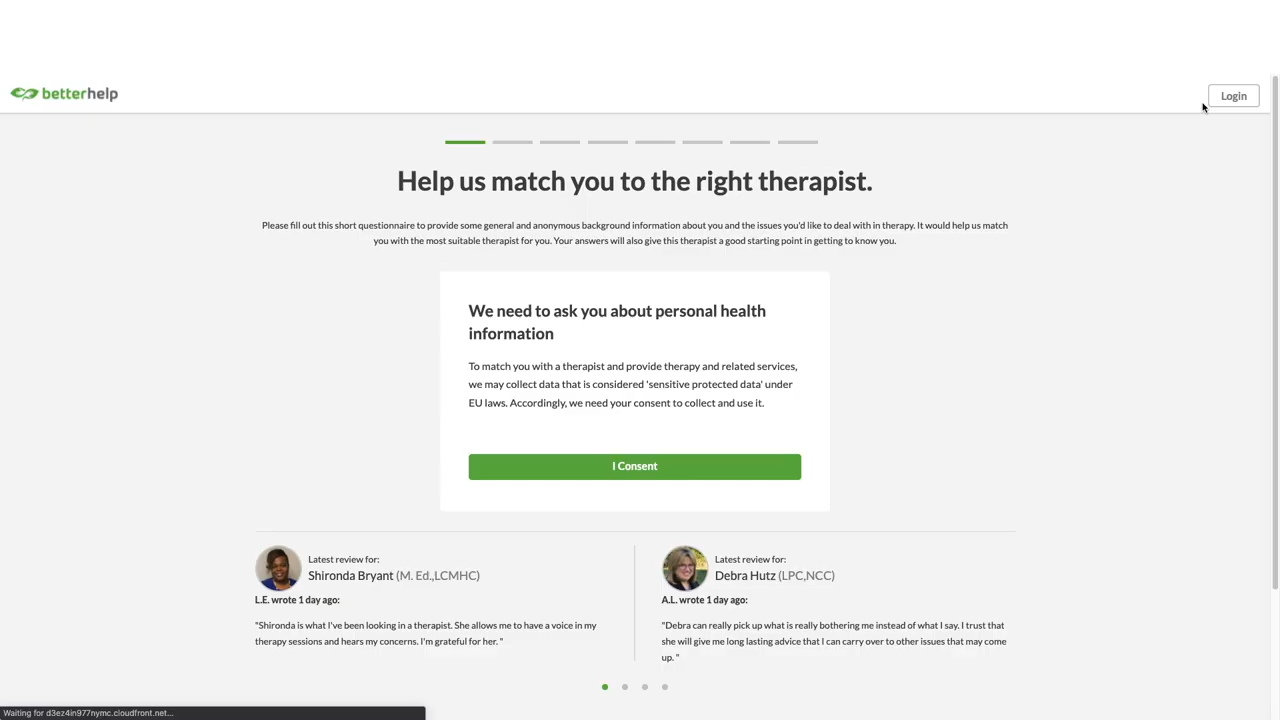 betterhelp
Login
Help us match you to the right therapist.
Please fill out this short questionnaire to provide some general and anonymous background information about you and the issues you'd like to deal with in therapy. It would help us match
you with the most suitable therapist for you. Your answers will also give this therapist a good starting point in getting to know you.
We need to ask you about personal health
information
To match you with a therapist and provide therapy and related services,
we may collect data that is considered 'sensitive protected data' under
EU laws. Accordingly, we need your consent to collect and use it.
I Consent
Latest review for:
Shironda Bryant (M. Ed.,LCMHC)
L.E. wrote 1 day ago:
"Shironda is what I've been looking in a therapist. She allows me to have a voice in my
therapy sessions and hears my concerns. I'm grateful for her. "
Latest review for:
Debra Hutz (LPC,NCC)
A.L. wrote 1 day ago:
"Debra can really pick up what is really bothering me instead of what I say. I trust that
she will give me long lasting advice that I can carry over to other issues that may come
up. "
Waiting for d3ez4in977nymc.cloudfront.net...